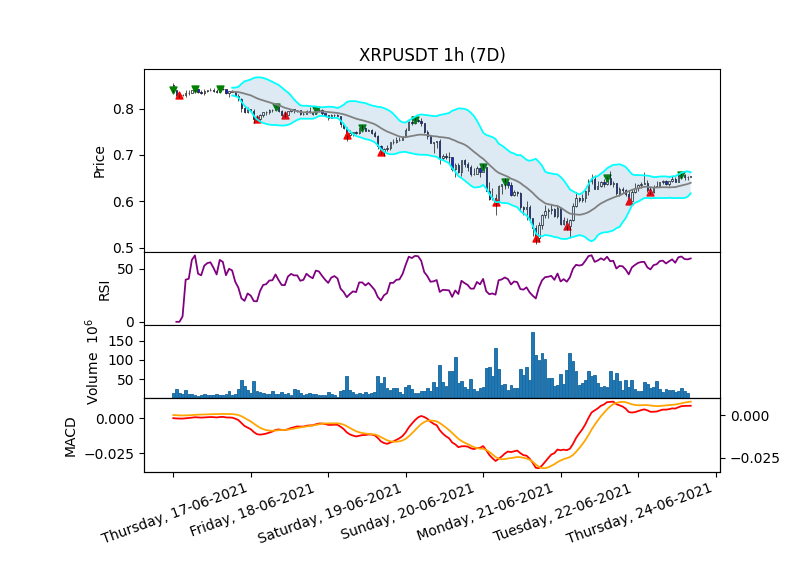 XRPUSDT 1h (7D)
0.8
0.7
0.6
0.5
Price
50
0
RSI
150
100
50
Volume 10^6
0.000
−0.025
MACD
0.000
−0.025
Thursday, 17-06-2021
Friday, 18-06-2021
Saturday, 19-06-2021
Sunday, 20-06-2021
Monday, 21-06-2021
Tuesday, 22-06-2021
Thursday, 24-06-2021